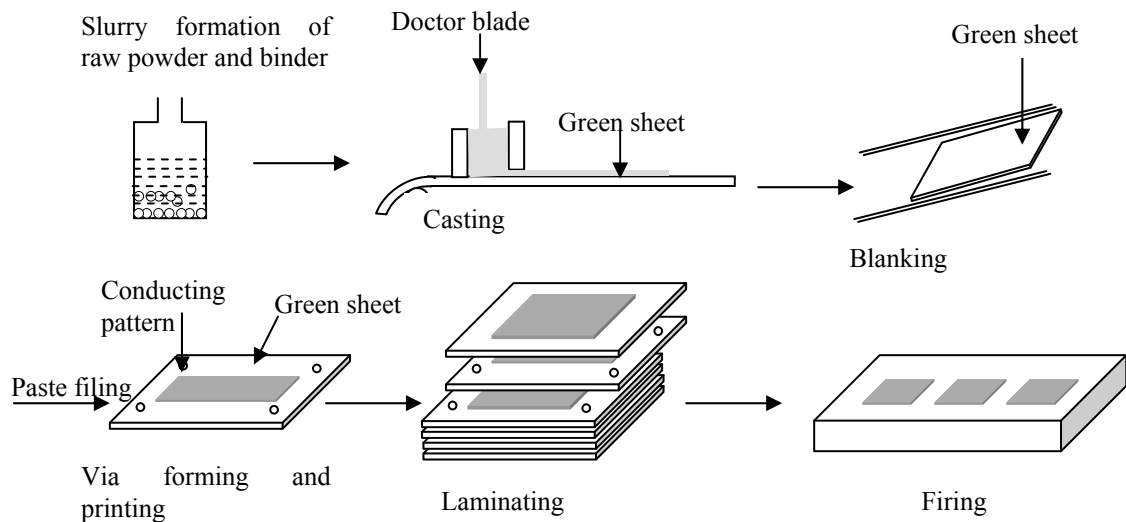 Slurry formation of
raw powder and binder
Doctor blade
Green sheet
Green sheet
Casting
Blanking
Conducting
pattern
Green sheet
Paste filing
Via forming and
printing
Laminating
Firing